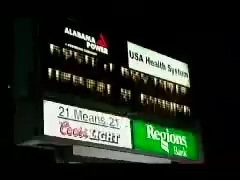 ALABAMA
POWER
USA Health System
21 Means 21
Coors LIGHT
Regions
Bank